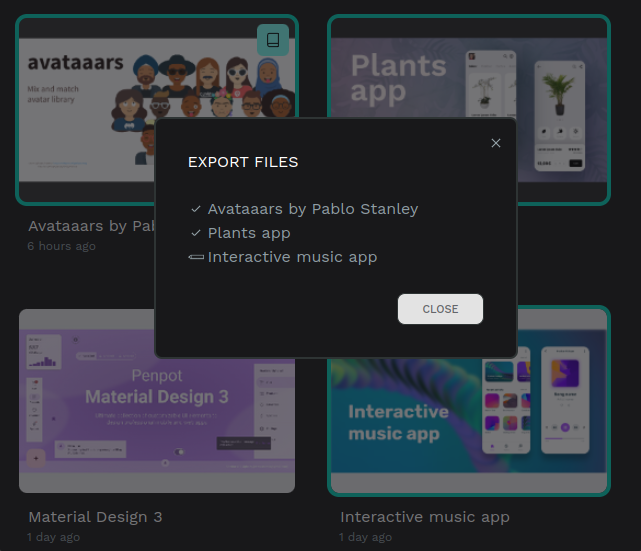 avataaars
Mix and match
avatar library
Plants
app
EXPORT FILES
Avataaars by Pablo Stanley
Plants app
Interactive music app
CLOSE
Avataaars by Pab
6 hours ago
Penpot
Material Design 3
Interactive
music app
Material Design 3
1 day ago
Interactive music app
1 day ago